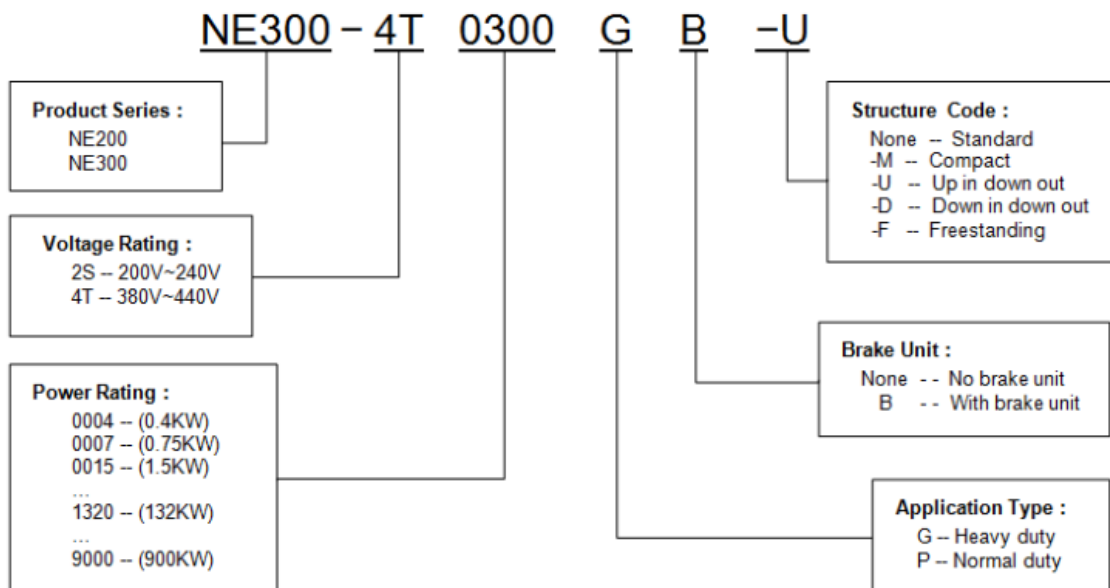 NE300 – 4T 0300 G B –U
Product Series :
NE200
NE300
Voltage Rating :
2S -- 200V~240V
4T -- 380V~440V
Power Rating :
0004 -- (0.4KW)
0007 -- (0.75KW)
0015 -- (1.5KW)
...
1320 -- (132KW)
...
9000 -- (900KW)
Structure Code :
None -- Standard
-M -- Compact
-U -- Up in down out
-D -- Down in down out
-F -- Freestanding
Brake Unit :
None - - No brake unit
B - - With brake unit
Application Type :
G -- Heavy duty
P -- Normal duty